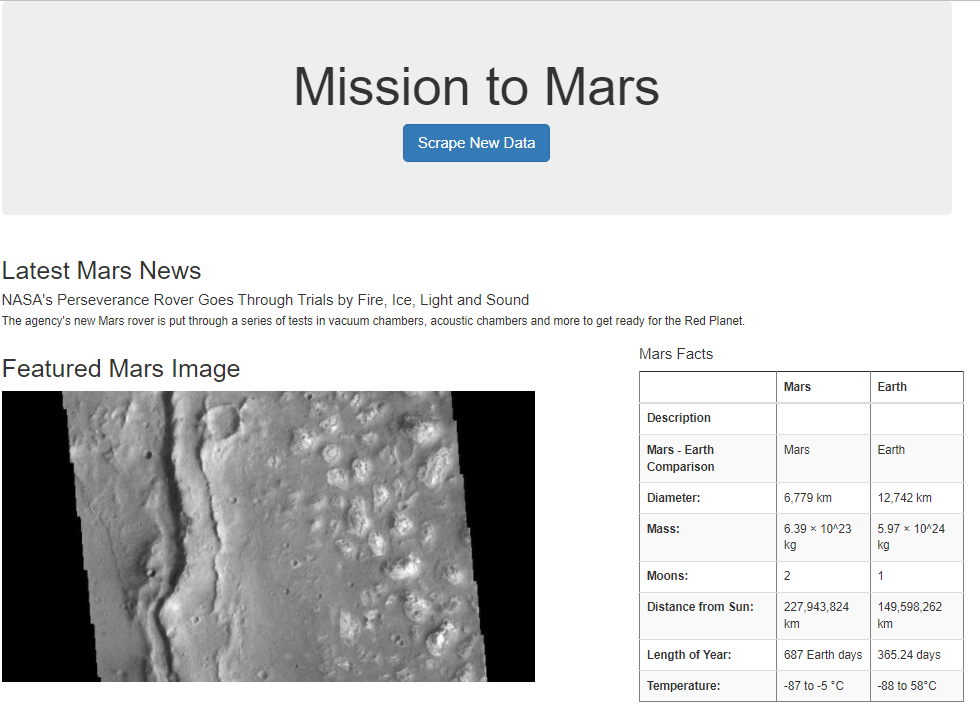 Mission to Mars
Scrape New Data
Latest Mars News
NASA's Perseverance Rover Goes Through Trials by Fire, Ice, Light and Sound
The agency's new Mars rover is put through a series of tests in vacuum chambers, acoustic chambers and more to get ready for the Red Planet.
Featured Mars Image
Mars Facts
Mars Earth
Description
Mars - Earth
Comparison
Mars Earth
Diameter: 6,779 km 12,742 km
Mass: 6.39 × 10^23
kg
5.97 × 10^24
kg
Moons: 2 1
Distance from Sun: 227,943,824
km
149,598,262
km
Length of Year: 687 Earth days 365.24 days
Temperature: -87 to -5 °C -88 to 58°C